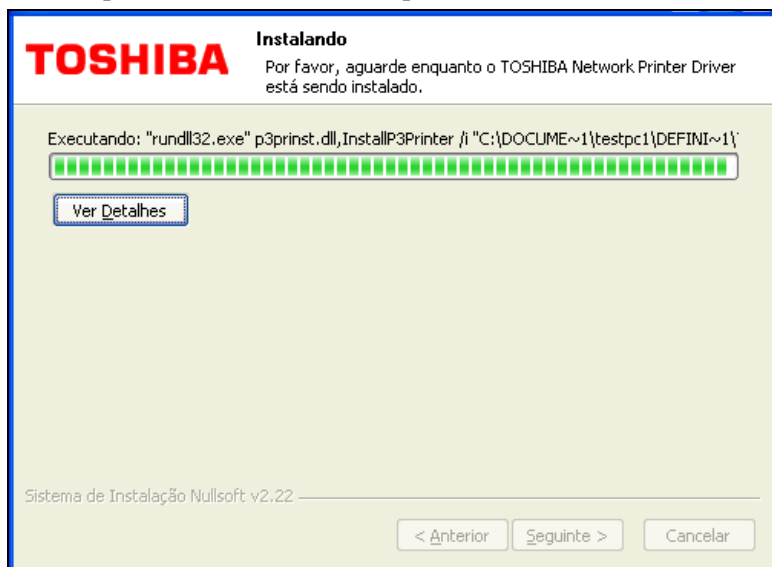 TOSHIBA
Instalando
Por favor, aguarde enquanto o TOSHIBA Network Printer Driver
está sendo instalado.
Executando: "rundll32.exe" p3prinst.dll,InstallP3Printer /i "C:\DOCUME~1\testpc1\DEFINI~1\
Ver Detalhes
Sistema de Instalação Nullsoft v2.22
< Anterior
Seguinte >
Cancelar